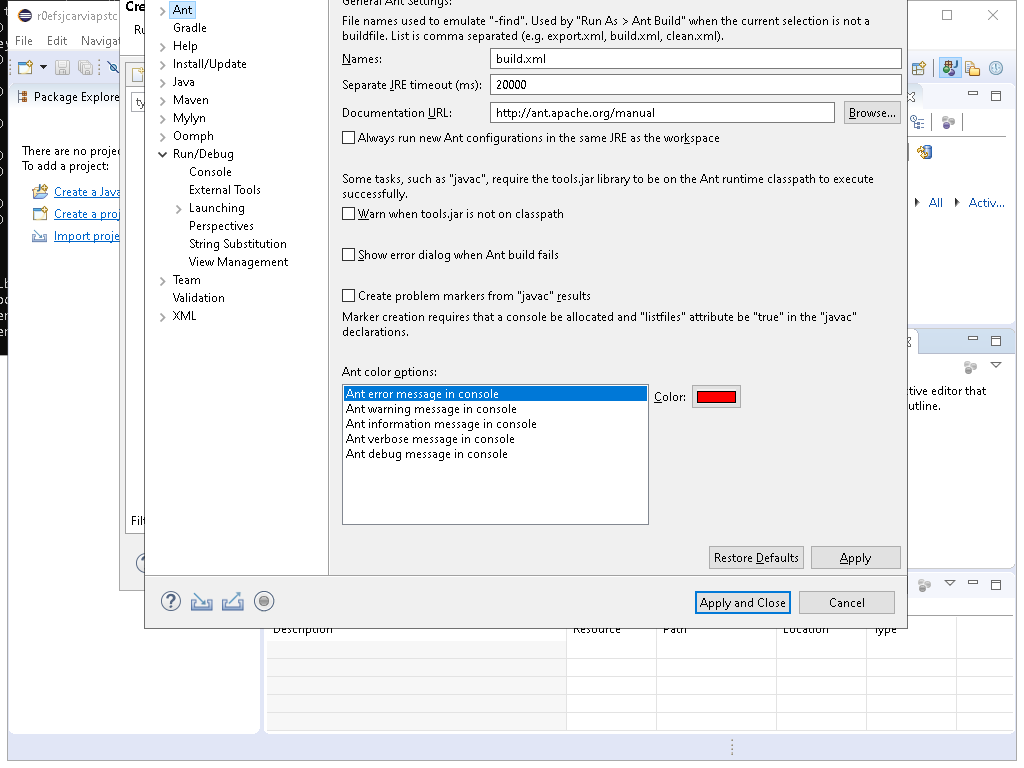 r0efsjcarviapstc
File Edit Navigat
Package Explore
There are no projec
To add a project:
Create a Java
Create a proj
Import proje
Cre
Ru
ty
Filt
Ant
Gradle
Help
Install/Update
Java
Maven
Mylyn
Oomph
Run/Debug
Console
External Tools
Launching
Perspectives
String Substitution
View Management
Team
Validation
XML
General Ant Settings:
File names used to emulate "-find". Used by "Run As > Ant Build" when the current selection is not a
buildfile. List is comma separated (e.g. export.xml, build.xml, clean.xml).
Names: build.xml
Separate JRE timeout (ms): 20000
Documentation URL: http://ant.apache.org/manual Browse...
Always run new Ant configurations in the same JRE as the workspace
Some tasks, such as "javac", require the tools.jar library to be on the Ant runtime classpath to execute
successfully.
Warn when tools.jar is not on classpath
Show error dialog when Ant build fails
Create problem markers from "javac" results
Marker creation requires that a console be allocated and "listfiles" attribute be "true" in the "javac"
declarations.
Ant color options:
Ant error message in console
Ant warning message in console
Ant information message in console
Ant verbose message in console
Ant debug message in console
Color:
Restore Defaults Apply
Apply and Close Cancel
All Activ...
tive editor that
utline.
Description Resource Path Location Type